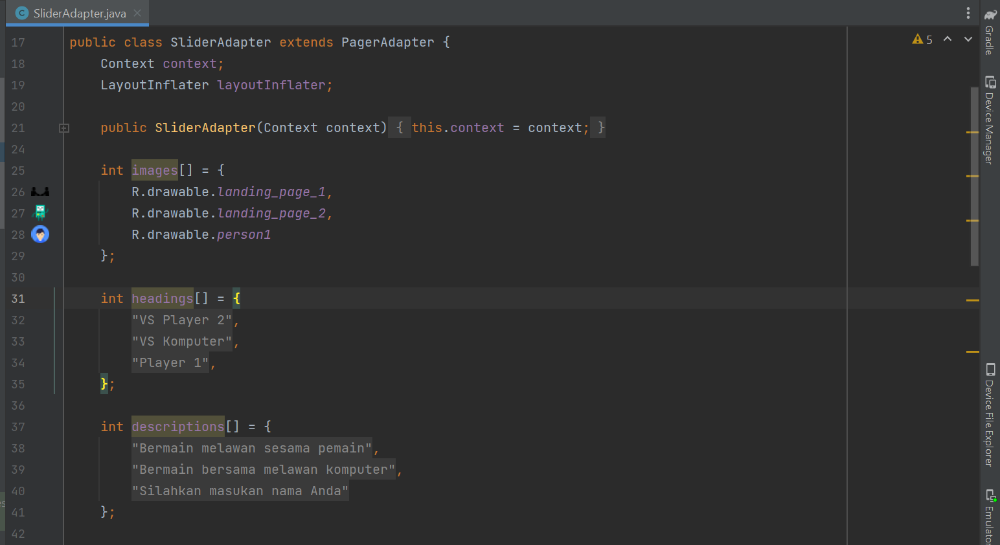 SliderAdapter.java
5
17 public class SliderAdapter extends PagerAdapter {
18 Context context;
19 LayoutInflater layoutInflater;
20
21 public SliderAdapter(Context context) { this.context = context; }
24
25 int images[] = {
26 R.drawable.landing_page_1,
27 R.drawable.landing_page_2,
28 R.drawable.person1
29 };
30
31 int headings[] = {
32 "VS Player 2",
33 "VS Komputer",
34 "Player 1",
35 };
36
37 int descriptions[] = {
38 "Bermain melawan sesama pemain",
39 "Bermain bersama melawan komputer",
40 "Silahkan masukan nama Anda"
41 };
42
Gradle
Device Manager
Device File Explorer
Emulator